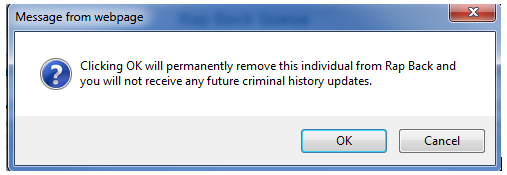 Message from webpage
Rap Back Queue
Clicking OK will permanently remove this individual from Rap Back and
you will not receive any future criminal history updates.
OK
Cancel